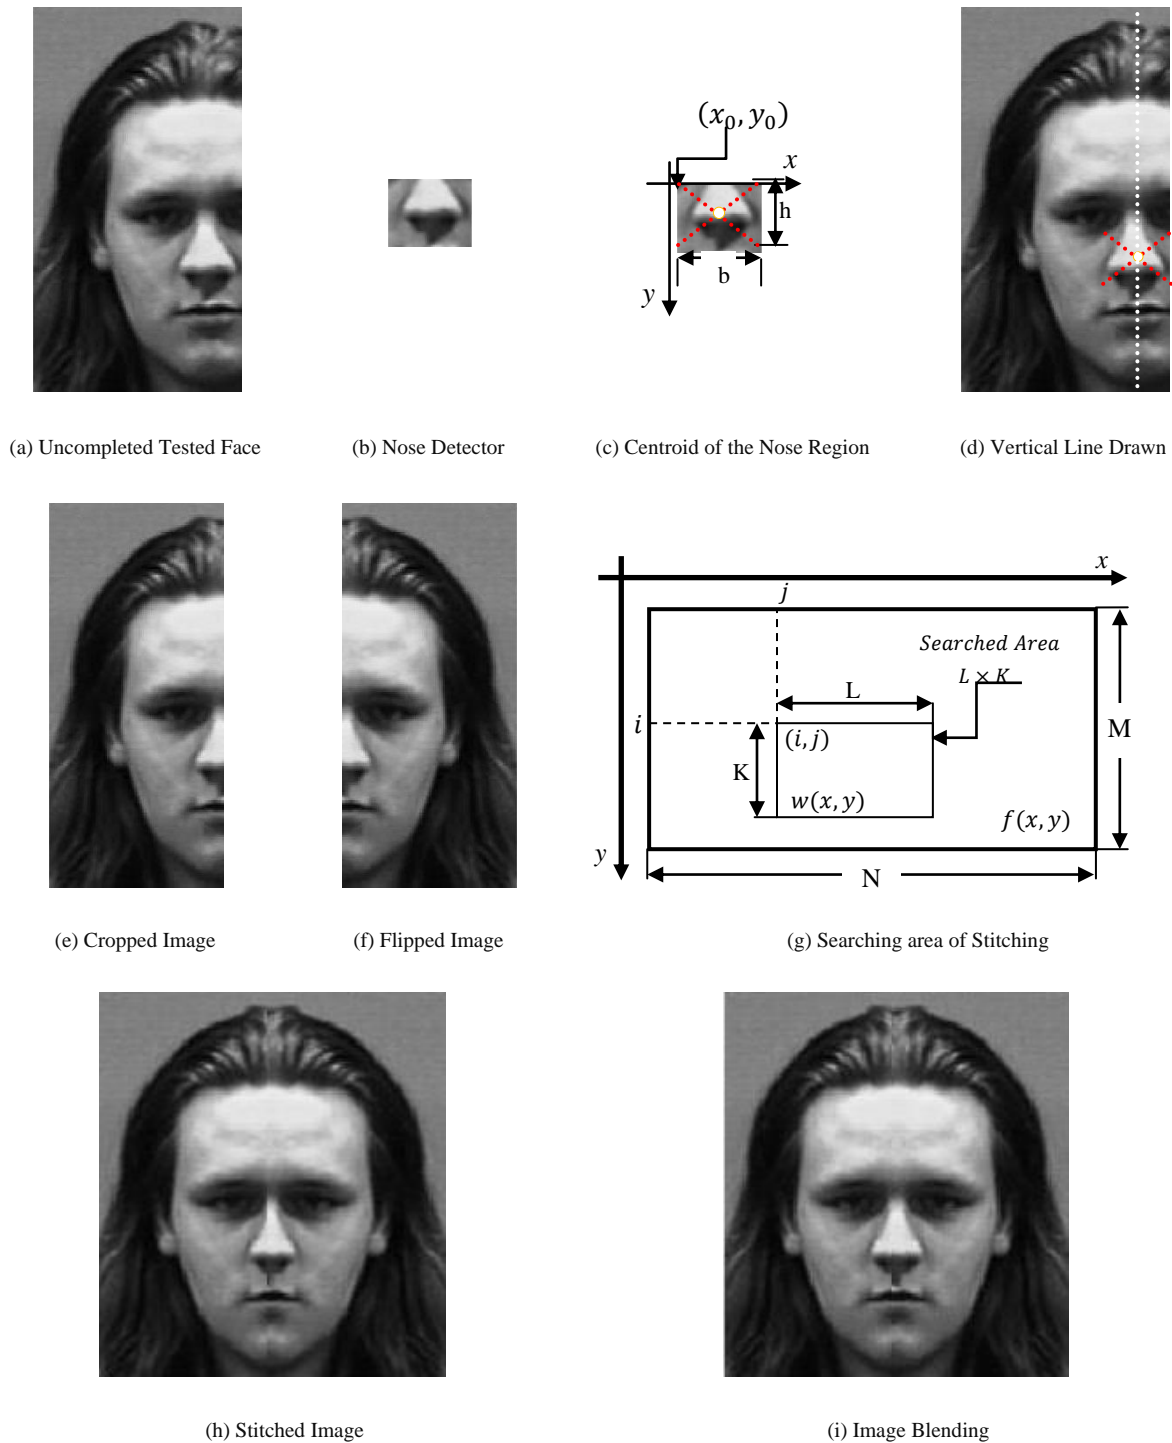 (x₀, y₀)
x
h
b
y
(a) Uncompleted Tested Face
(b) Nose Detector
(c) Centroid of the Nose Region
(d) Vertical Line Drawn
x
j
Searched Area
L × K
L
i
(i, j)
M
K
w(x, y)
f(x, y)
y
N
(e) Cropped Image
(f) Flipped Image
(g) Searching area of Stitching
(h) Stitched Image
(i) Image Blending